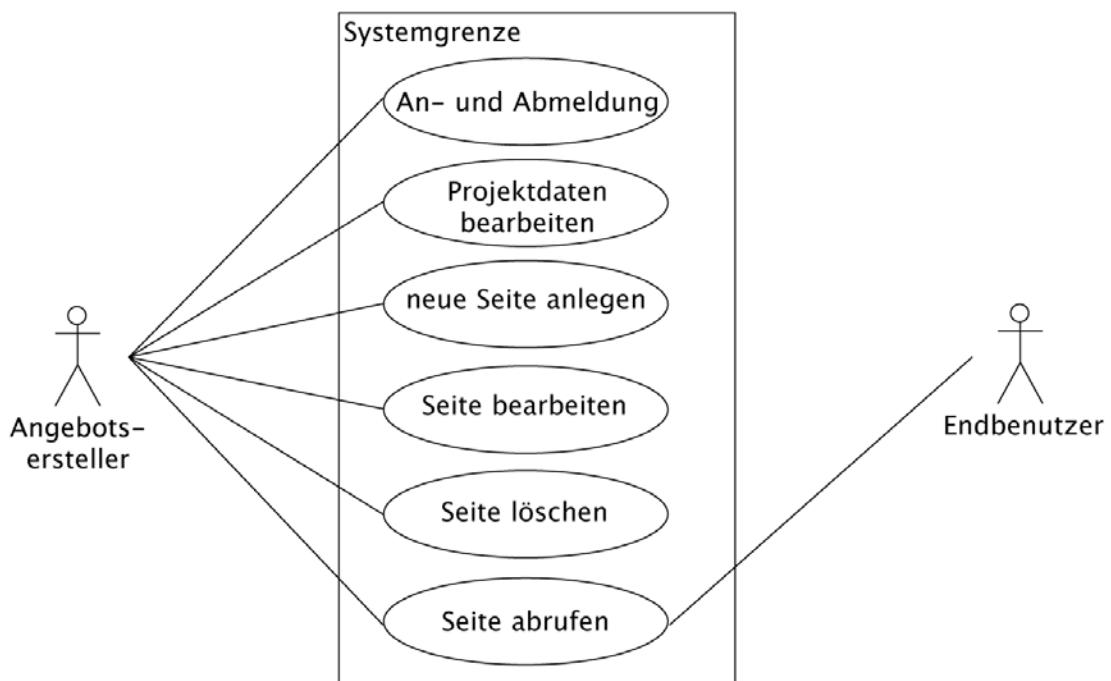 Systemgrenze
An- und Abmeldung
Projektdaten
bearbeiten
neue Seite anlegen
Seite bearbeiten
Seite löschen
Seite abrufen
Angebots-
ersteller
Endbenutzer